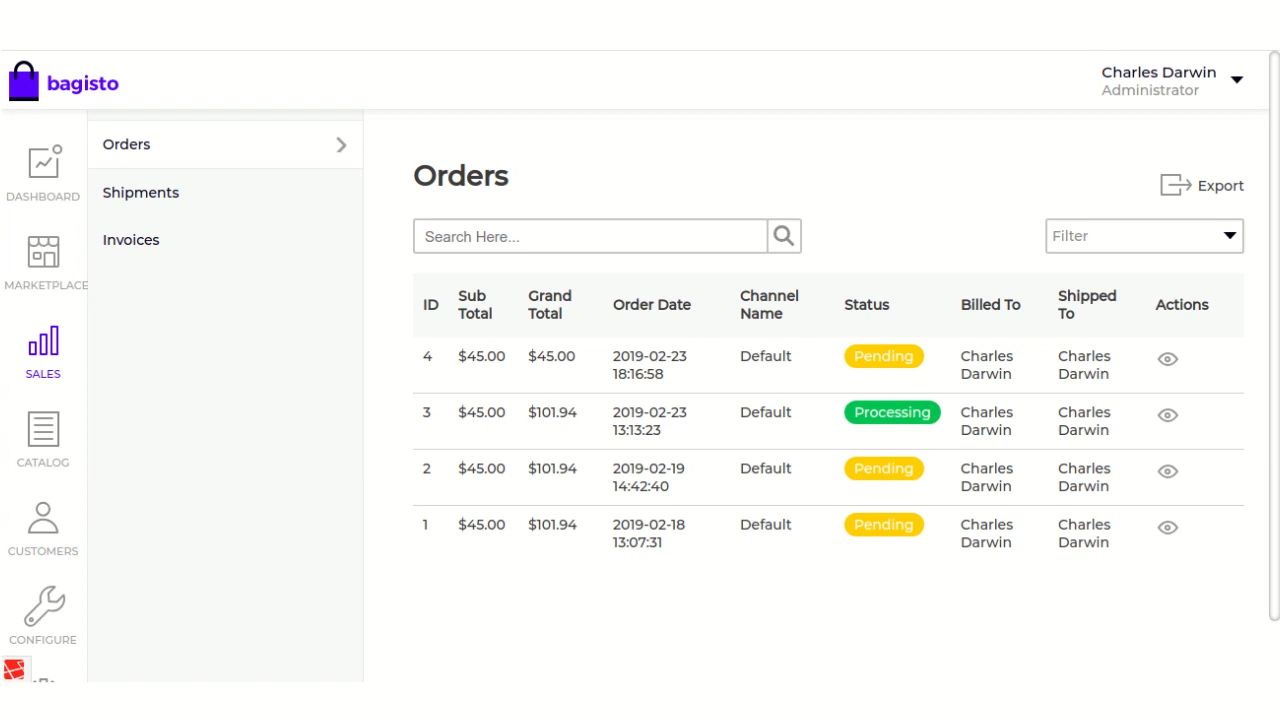 bagisto
Charles Darwin
Administrator
DASHBOARD
MARKETPLACE
SALES
CATALOG
CUSTOMERS
CONFIGURE
Orders
Shipments
Invoices
Orders
Export
Search Here...
Filter
ID Sub Total Grand Total Order Date Channel Name Status Billed To Shipped To Actions
4 $45.00 $45.00 2019-02-23 18:16:58 Default Pending Charles Darwin Charles Darwin
3 $45.00 $101.94 2019-02-23 13:13:23 Default Processing Charles Darwin Charles Darwin
2 $45.00 $101.94 2019-02-19 14:42:40 Default Pending Charles Darwin Charles Darwin
1 $45.00 $101.94 2019-02-18 13:07:31 Default Pending Charles Darwin Charles Darwin